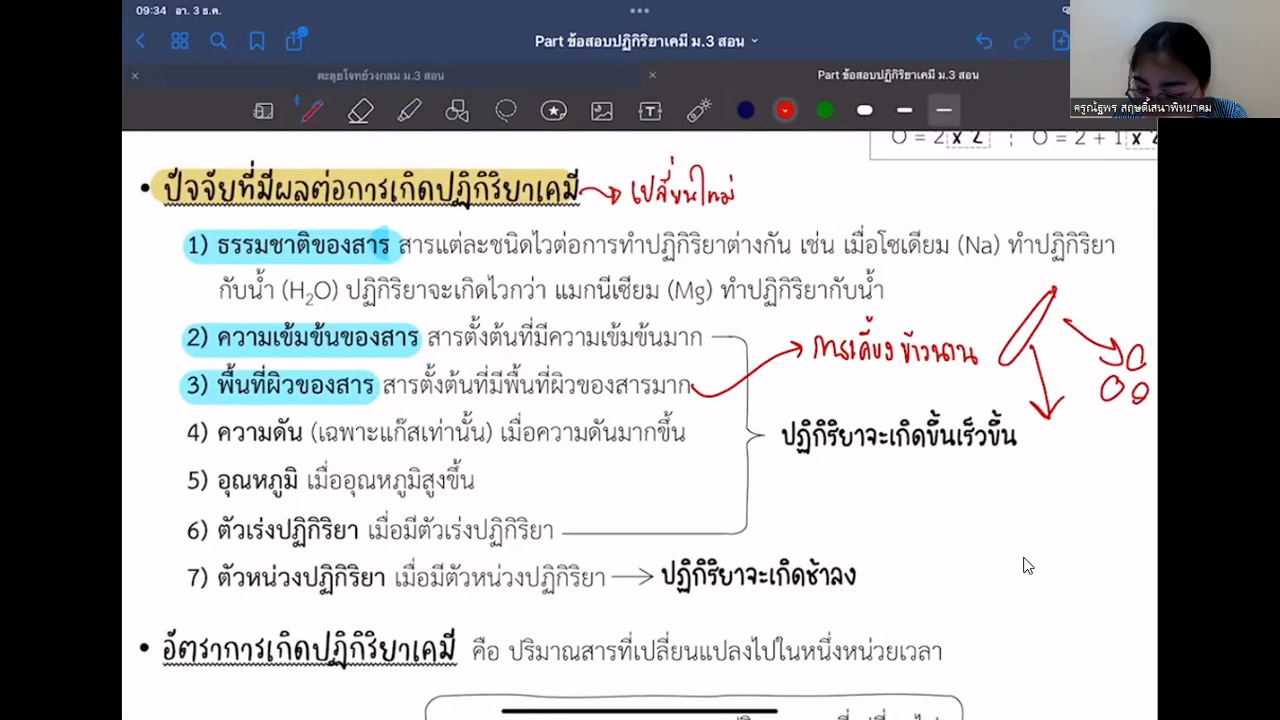 09:34 อา. 3 ธ.ค.
Part ข้อสอบปฏิกิริยาเคมี ม.3 สอน
ตะลุยโจทย์วงกลม ม.3 สอน
Part ข้อสอบปฏิกิริยาเคมี ม.3 สอน
ครูณัฐพร สฤษดิ์เสนาพิทยาคม
O = 2 x 2 ; O = 2 + 1 x 2
• ปัจจัยที่มีผลต่อการเกิดปฏิกิริยาเคมี เปลี่ยนใหม่
1) ธรรมชาติของสาร สารแต่ละชนิดไวต่อการทำปฏิกิริยาต่างกัน เช่น เมื่อโซเดียม (Na) ทำปฏิกิริยา
กับน้ำ (H₂O) ปฏิกิริยาจะเกิดไวกว่า แมกนีเซียม (Mg) ทำปฏิกิริยากับน้ำ
2) ความเข้มข้นของสาร สารตั้งต้นที่มีความเข้มข้นมาก
การเคี้ยวข้าวนาน
3) พื้นที่ผิวของสาร สารตั้งต้นที่มีพื้นที่ผิวของสารมาก
4) ความดัน (เฉพาะแก๊สเท่านั้น) เมื่อความดันมากขึ้น
ปฏิกิริยาจะเกิดขึ้นเร็วขึ้น
5) อุณหภูมิ เมื่ออุณหภูมิสูงขึ้น
6) ตัวเร่งปฏิกิริยา เมื่อมีตัวเร่งปฏิกิริยา
7) ตัวหน่วงปฏิกิริยา เมื่อมีตัวหน่วงปฏิกิริยา → ปฏิกิริยาจะเกิดช้าลง
• อัตราการเกิดปฏิกิริยาเคมี คือ ปริมาณสารที่เปลี่ยนแปลงไปในหนึ่งหน่วยเวลา